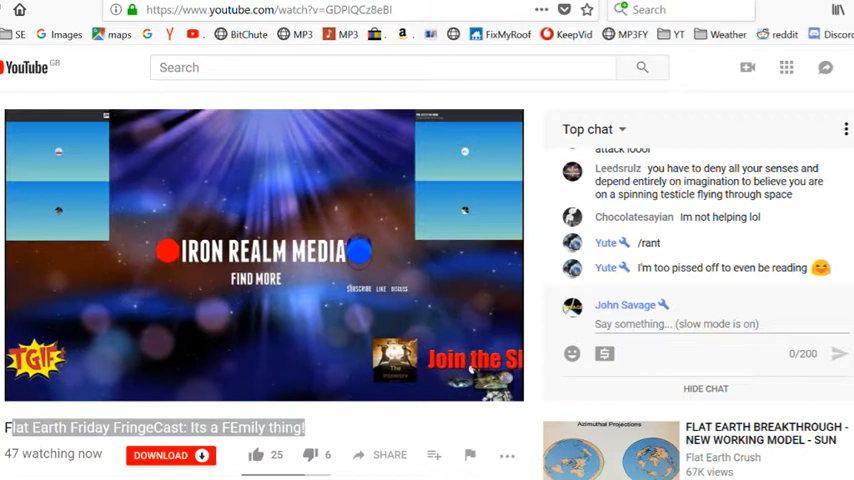 https://www.youtube.com/watch?v=GDPIQCz8eBI
Search
SE
Images
maps
BitChute
MP3
MP3
FixMyRoof
KeepVid
MP3FY
YT
Weather
reddit
Discord
YouTube GB
Search
IRON REALM MEDIA
FIND MORE
SUBSCRIBE LIKE DISCUSS
TGIF
The
Join the S
Top chat
attack looor
Leedsrulz you have to deny all your senses and
depend entirely on imagination to believe you are
on a spinning testicle flying through space
Chocolatesayian Im not helping lol
Yute /rant
Yute I'm too pissed off to even be reading 😆
John Savage
Say something... (slow mode is on)
0/200
HIDE CHAT
Flat Earth Friday FringeCast: Its a FEmily thing!
47 watching now
DOWNLOAD
25
6
SHARE
Azimuthal Projections
FLAT EARTH BREAKTHROUGH -
NEW WORKING MODEL - SUN
Flat Earth Crush
67K views